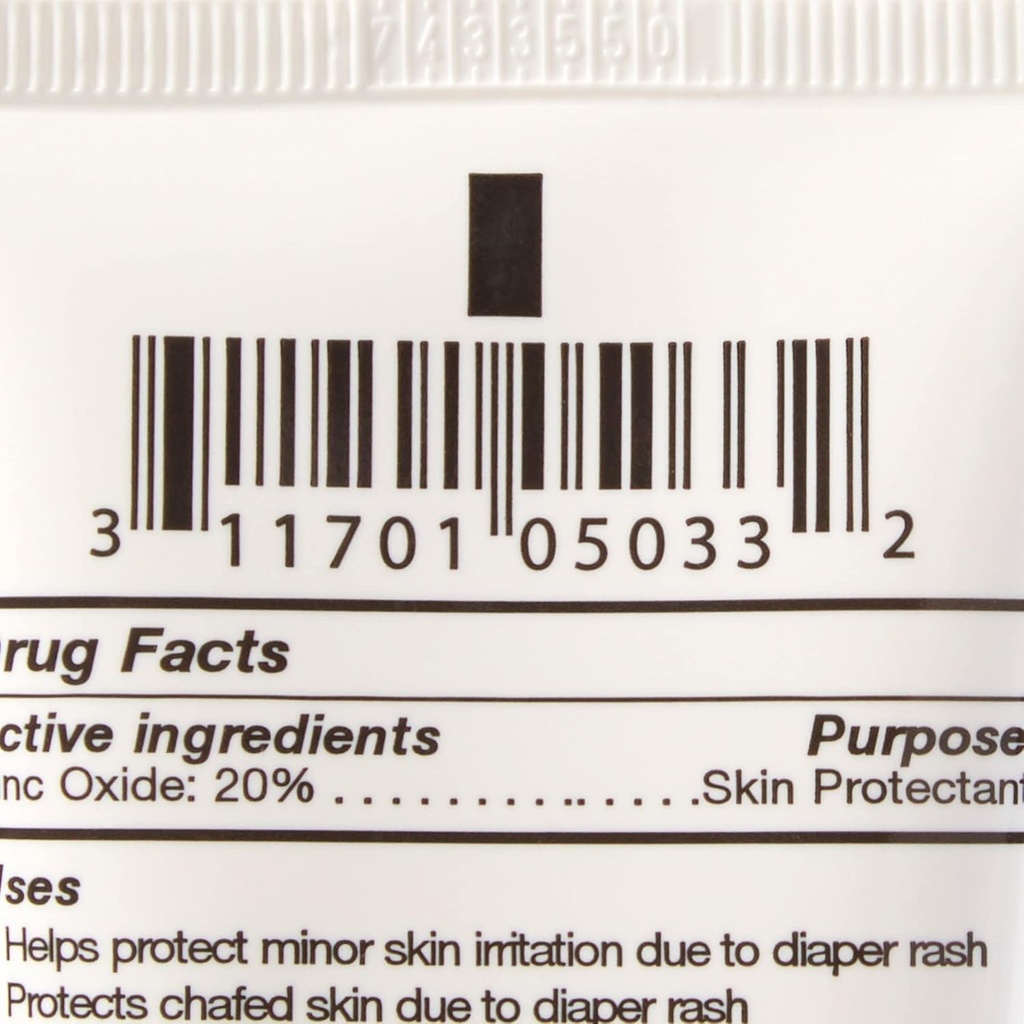 7433550
3 11701 05033 2
rug Facts
ctive ingredients Purpose
nc Oxide: 20% . . . . . . . . . .. . . . .Skin Protectant
ses
Helps protect minor skin irritation due to diaper rash
Protects chafed skin due to diaper rash